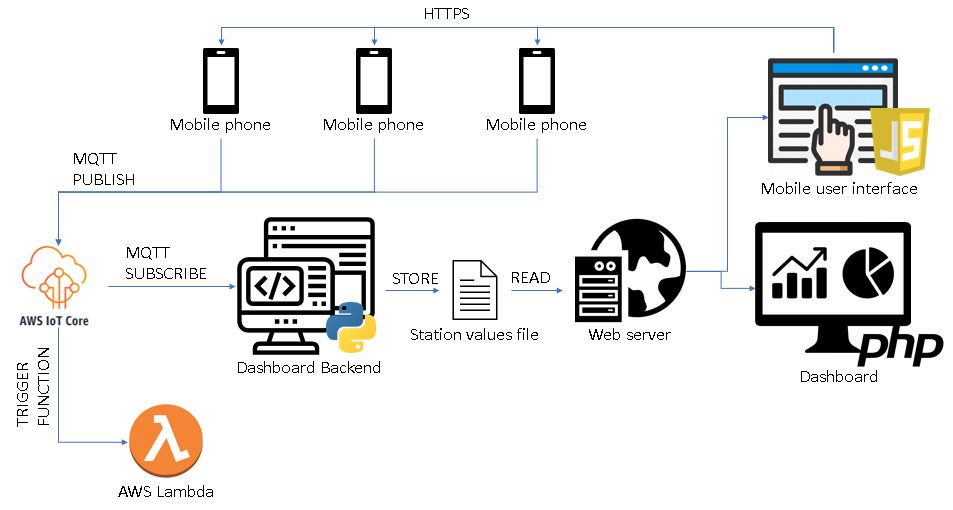 HTTPS
Mobile phone
Mobile phone
Mobile phone
JS
Mobile user interface
MQTT
PUBLISH
MQTT
SUBSCRIBE
AWS IoT Core
</>
Dashboard Backend
STORE
Station values file
READ
Web server
php
Dashboard
TRIGGER
FUNCTION
λ
AWS Lambda